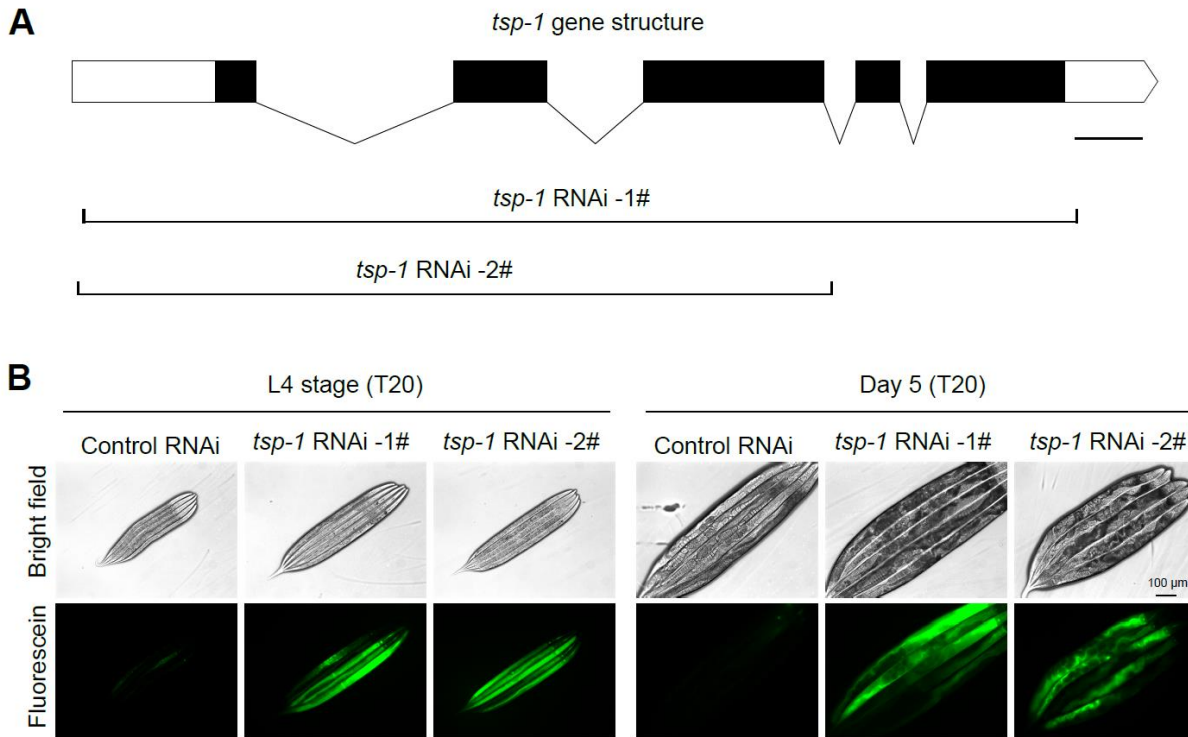 A
tsp-1 gene structure
tsp-1 RNAi -1#
tsp-1 RNAi -2#
B
L4 stage (T20)
Day 5 (T20)
Control RNAi
tsp-1 RNAi -1#
tsp-1 RNAi -2#
Control RNAi
tsp-1 RNAi -1#
tsp-1 RNAi -2#
Bright field
100 µm
Fluorescein